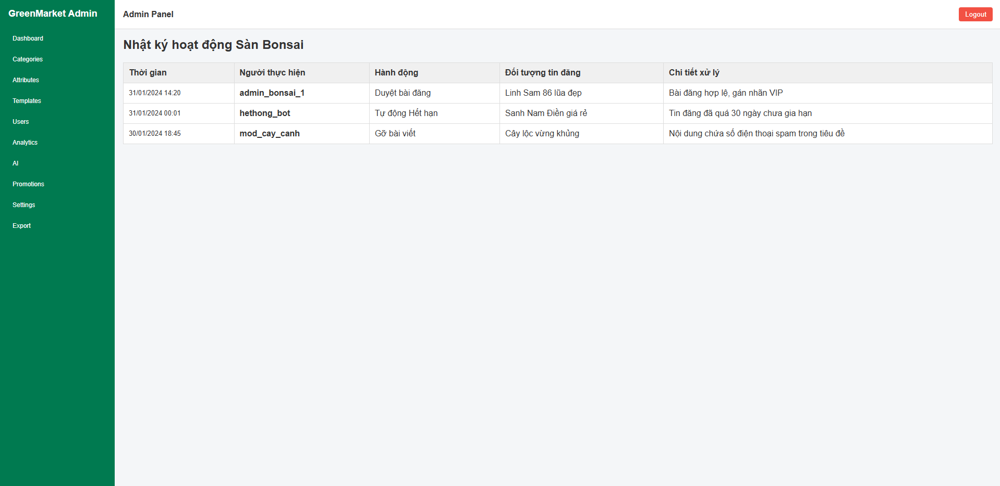 GreenMarket Admin
Dashboard
Categories
Attributes
Templates
Users
Analytics
AI
Promotions
Settings
Export
Admin Panel
Logout
Nhật ký hoạt động Sàn Bonsai
Thời gian Người thực hiện Hành động Đối tượng tin đăng Chi tiết xử lý
31/01/2024 14:20 admin_bonsai_1 Duyệt bài đăng Linh Sam 86 lũa đẹp Bài đăng hợp lệ, gán nhãn VIP
31/01/2024 00:01 hethong_bot Tự động Hết hạn Sanh Nam Điền giá rẻ Tin đăng đã quá 30 ngày chưa gia hạn
30/01/2024 18:45 mod_cay_canh Gỡ bài viết Cây lộc vừng khủng Nội dung chứa số điện thoại spam trong tiêu đề